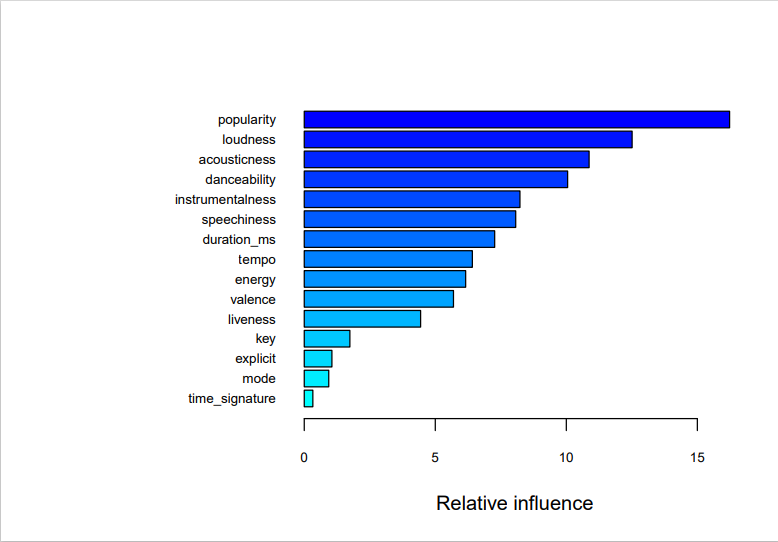 popularity
loudness
acousticness
danceability
instrumentalness
speechiness
duration_ms
tempo
energy
valence
liveness
key
explicit
mode
time_signature
0 5 10 15
Relative influence